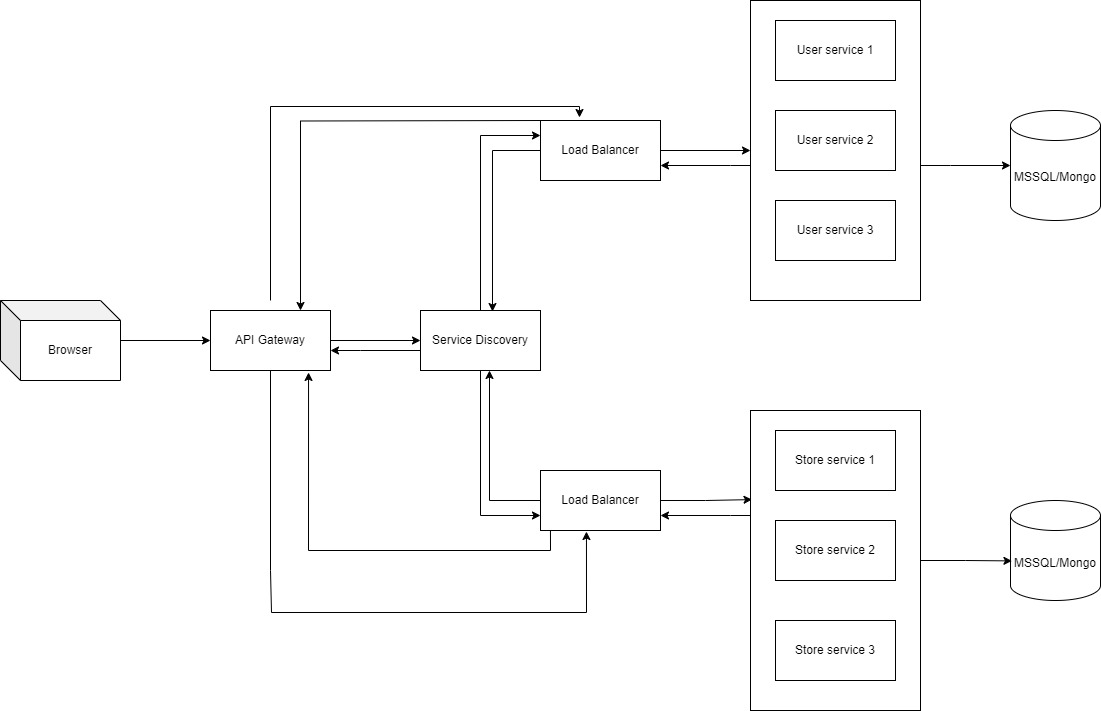 User service 1
User service 2
User service 3
Load Balancer
MSSQL/Mongo
Browser
API Gateway
Service Discovery
Load Balancer
Store service 1
Store service 2
Store service 3
MSSQL/Mongo